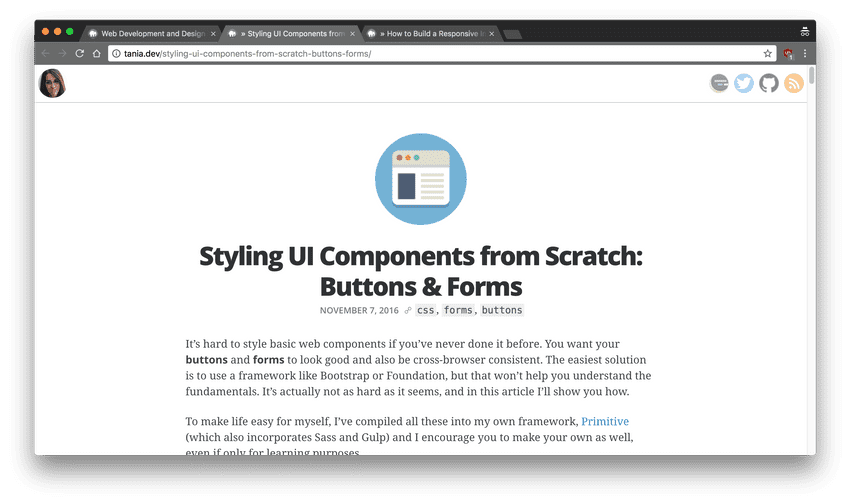 Web Development and Design
» Styling UI Components from
» How to Build a Responsive
tania.dev/styling-ui-components-from-scratch-buttons-forms/
1
Styling UI Components from Scratch:
Buttons & Forms
NOVEMBER 7, 2016 css, forms, buttons
It's hard to style basic web components if you've never done it before. You want your
buttons and forms to look good and also be cross-browser consistent. The easiest solution
is to use a framework like Bootstrap or Foundation, but that won't help you understand the
fundamentals. It's actually not as hard as it seems, and in this article I'll show you how.
To make life easy for myself, I've compiled all these into my own framework, Primitive
(which also incorporates Sass and Gulp) and I encourage you to make your own as well,
even if only for learning purposes.